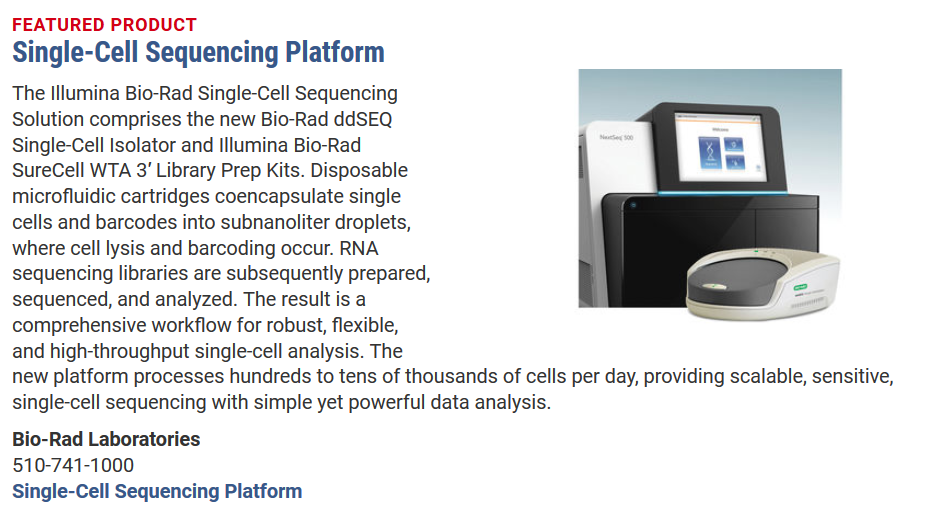 FEATURED PRODUCT
Single-Cell Sequencing Platform
The Illumina Bio-Rad Single-Cell Sequencing
Solution comprises the new Bio-Rad ddSEQ
Single-Cell Isolator and Illumina Bio-Rad
SureCell WTA 3′ Library Prep Kits. Disposable
microfluidic cartridges coencapsulate single
cells and barcodes into subnanoliter droplets,
where cell lysis and barcoding occur. RNA
sequencing libraries are subsequently prepared,
sequenced, and analyzed. The result is a
comprehensive workflow for robust, flexible,
and high-throughput single-cell analysis. The
new platform processes hundreds to tens of thousands of cells per day, providing scalable, sensitive,
single-cell sequencing with simple yet powerful data analysis.
NextSeq 500
BIO-RAD
Bio-Rad Laboratories
510-741-1000
Single-Cell Sequencing Platform